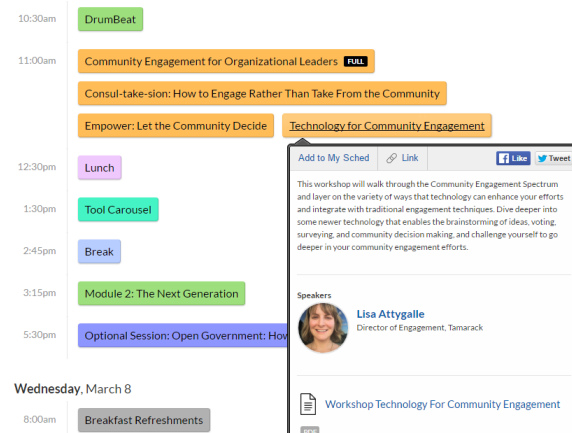 10:30am DrumBeat
11:00am Community Engagement for Organizational Leaders FULL
Consul-take-sion: How to Engage Rather Than Take From the Community
Empower: Let the Community Decide Technology for Community Engagement
12:30pm Lunch
1:30pm Tool Carousel
2:45pm Break
3:15pm Module 2: The Next Generation
5:30pm Optional Session: Open Government: How
Wednesday, March 8
8:00am Breakfast Refreshments
Add to My Sched Link Like Tweet
This workshop will walk through the Community Engagement Spectrum
and layer on the variety of ways that technology can enhance your efforts
and integrate with traditional engagement techniques. Dive deeper into
some newer technology that enables the brainstorming of ideas, voting,
surveying, and community decision making, and challenge yourself to go
deeper in your community engagement efforts.
Speakers
Lisa Attygalle
Director of Engagement, Tamarack
Workshop Technology For Community Engagement
PDF